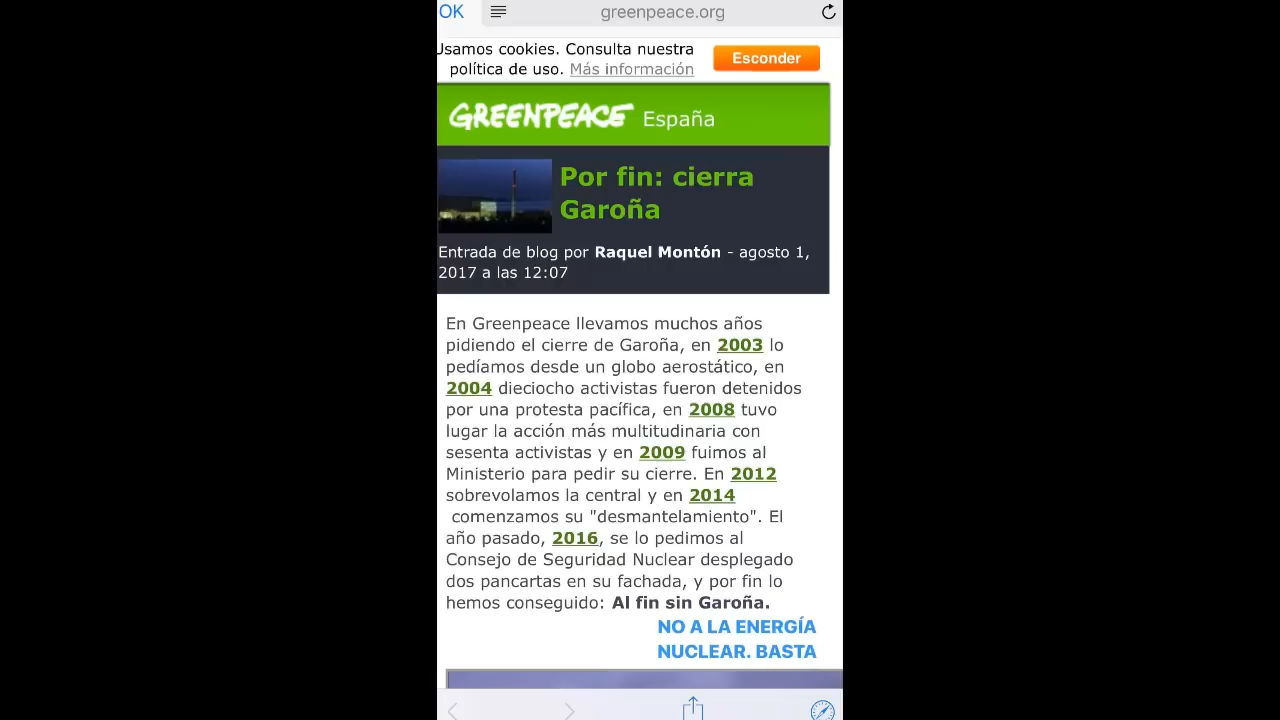 OK
greenpeace.org
Usamos cookies. Consulta nuestra
política de uso. Más información
Esconder
GREENPEACE España
Por fin: cierra
Garoña
Entrada de blog por Raquel Montón - agosto 1,
2017 a las 12:07
En Greenpeace llevamos muchos años
pidiendo el cierre de Garoña, en 2003 lo
pedíamos desde un globo aerostático, en
2004 dieciocho activistas fueron detenidos
por una protesta pacífica, en 2008 tuvo
lugar la acción más multitudinaria con
sesenta activistas y en 2009 fuimos al
Ministerio para pedir su cierre. En 2012
sobrevolamos la central y en 2014
comenzamos su "desmantelamiento". El
año pasado, 2016, se lo pedimos al
Consejo de Seguridad Nuclear desplegado
dos pancartas en su fachada, y por fin lo
hemos conseguido: Al fin sin Garoña.
NO A LA ENERGÍA
NUCLEAR. BASTA